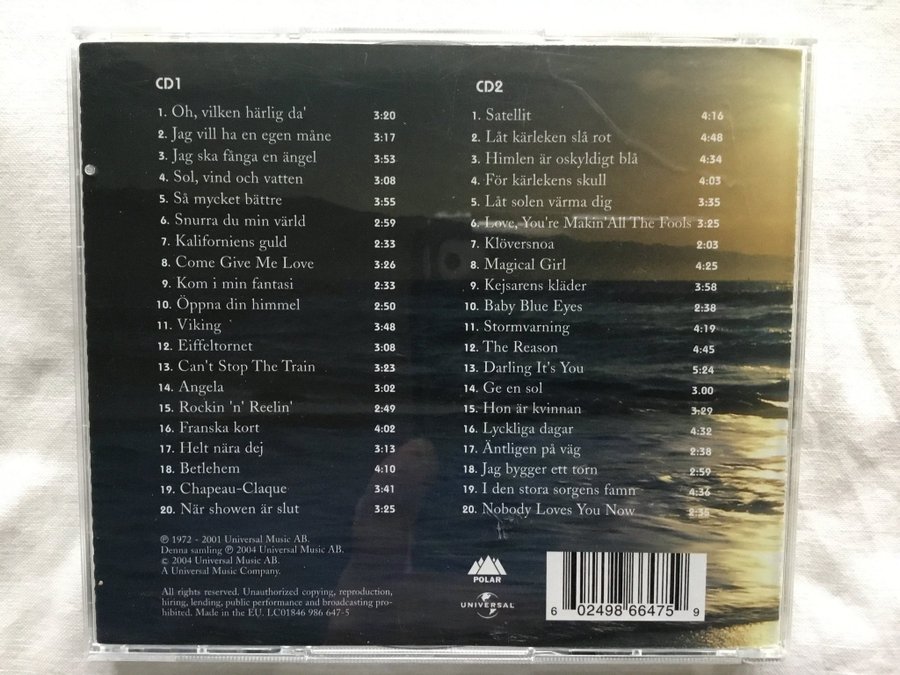 CD1
1. Oh, vilken härlig da' 3:20
2. Jag vill ha en egen måne 3:17
3. Jag ska fånga en ängel 3:53
4. Sol, vind och vatten 3:08
5. Så mycket bättre 3:55
6. Snurra du min värld 2:59
7. Kaliforniens guld 2:33
8. Come Give Me Love 3:26
9. Kom i min fantasi 2:33
10. Öppna din himmel 2:50
11. Viking 3:48
12. Eiffeltornet 3:08
13. Can't Stop The Train 3:23
14. Angela 3:02
15. Rockin 'n' Reelin' 2:49
16. Franska kort 4:02
17. Helt nära dej 3:13
18. Betlehem 4:10
19. Chapeau-Claque 3:41
20. När showen är slut 3:25
℗ 1972 - 2001 Universal Music AB.
Denna samling ℗ 2004 Universal Music AB.
© 2004 Universal Music AB.
A Universal Music Company.
All rights reserved. Unauthorized copying, reproduction,
hiring, lending, public performance and broadcasting pro-
hibited. Made in the EU. LC01846 986 647-5
CD2
1. Satellit 4:16
2. Låt kärleken slå rot 4:48
3. Himlen är oskyldigt blå 4:34
4. För kärlekens skull 4:03
5. Låt solen värma dig 3:35
6. Love, You're Makin'All The Fools 3:25
7. Klöversnoa 2:03
8. Magical Girl 4:25
9. Kejsarens kläder 3:58
10. Baby Blue Eyes 2:38
11. Stormvarning 4:19
12. The Reason 4:45
13. Darling It's You 5:24
14. Ge en sol 3.00
15. Hon är kvinnan 3:29
16. Lyckliga dagar 4:32
17. Äntligen på väg 2:38
18. Jag bygger ett torn 2:59
19. I den stora sorgens famn 4:36
20. Nobody Loves You Now 2:35
POLAR
UNIVERSAL
6 02498 66475 9